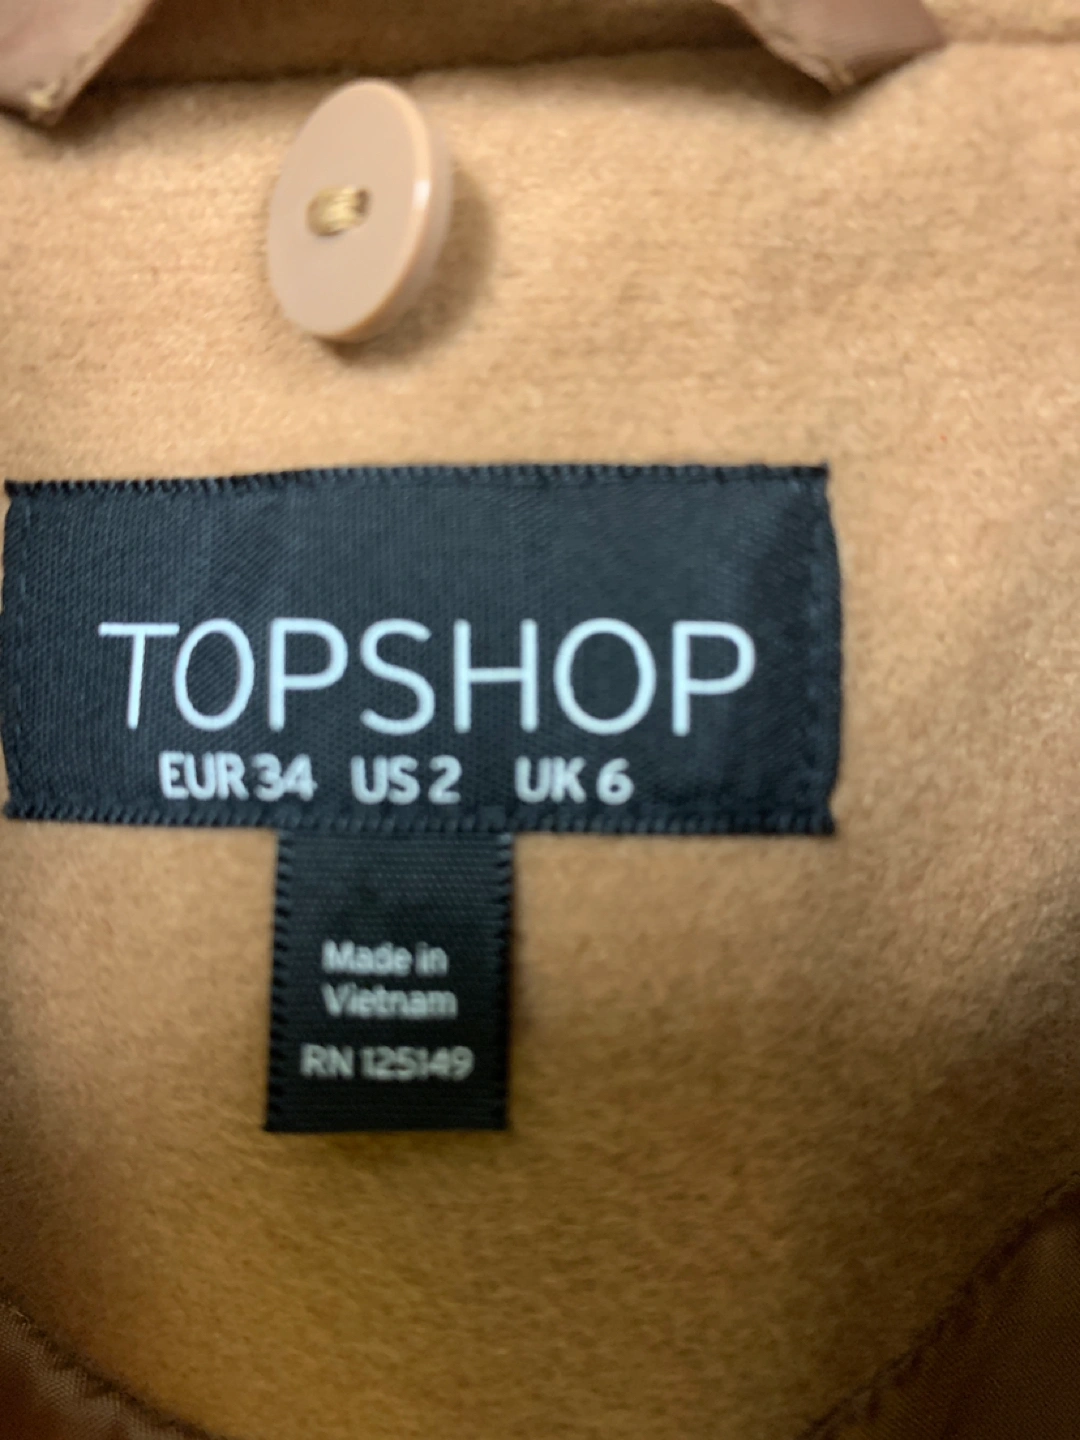 TOPSHOP
EUR 34 US 2 UK 6
Made in
Vietnam
RN 125149